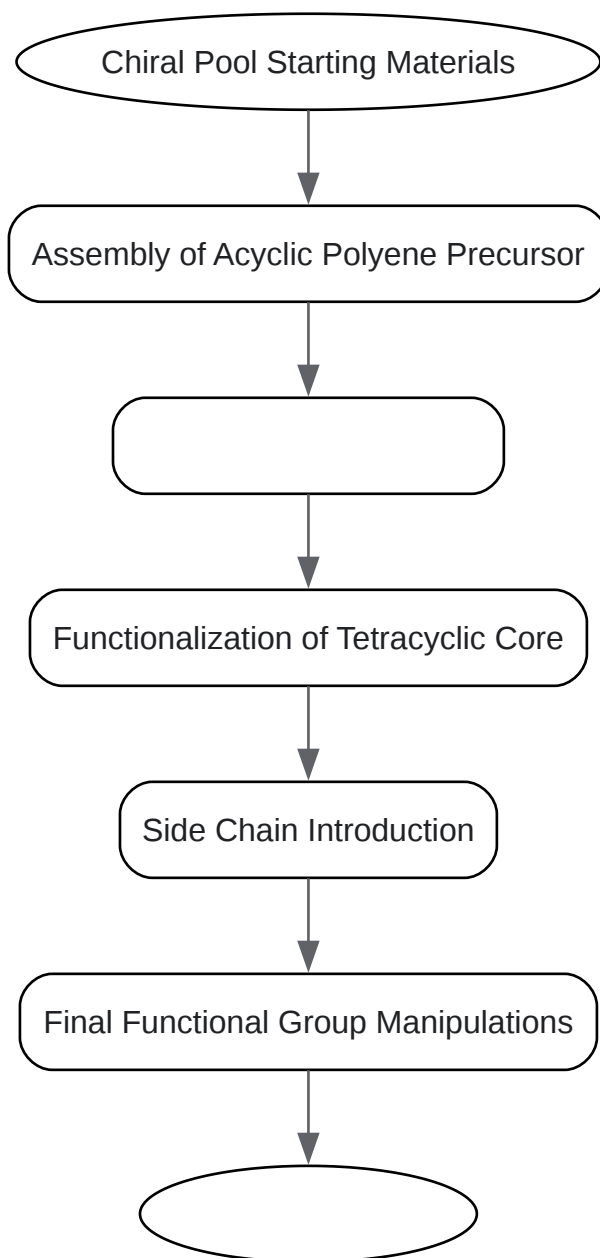 Chiral Pool Starting Materials
Assembly of Acyclic Polyene Precursor
Functionalization of Tetracyclic Core
Side Chain Introduction
Final Functional Group Manipulations